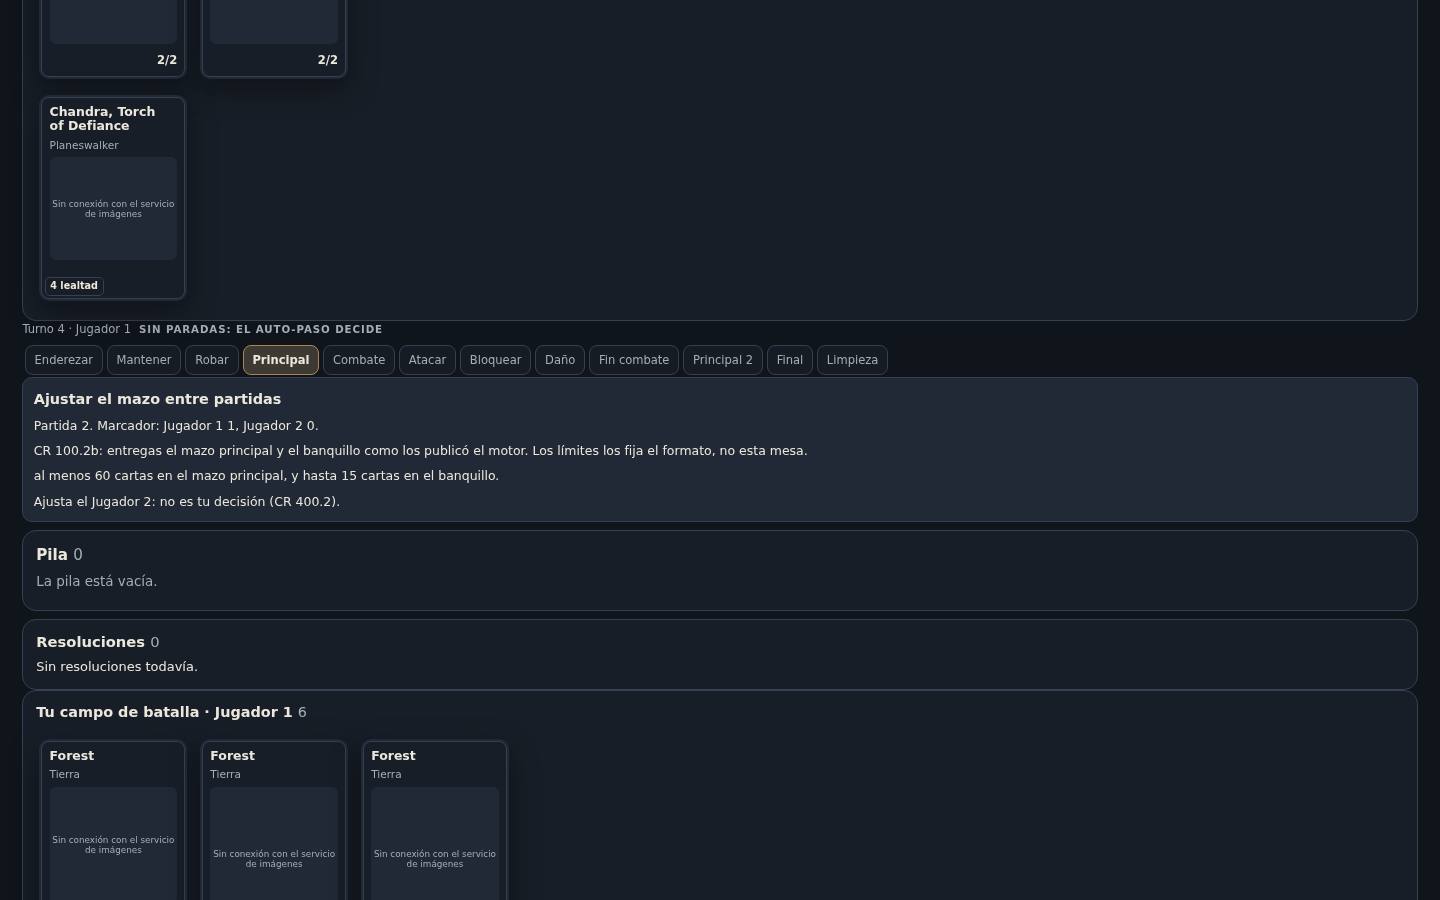 2/2
2/2
Chandra, Torch
of Defiance
Planeswalker
Sin conexión con el servicio
de imágenes
4 lealtad
Turno 4 · Jugador 1 SIN PARADAS: EL AUTO-PASO DECIDE
Enderezar Mantener Robar Principal Combate Atacar Bloquear Daño Fin combate Principal 2 Final Limpieza
Ajustar el mazo entre partidas
Partida 2. Marcador: Jugador 1 1, Jugador 2 0.
CR 100.2b: entregas el mazo principal y el banquillo como los publicó el motor. Los límites los fija el formato, no esta mesa.
al menos 60 cartas en el mazo principal, y hasta 15 cartas en el banquillo.
Ajusta el Jugador 2: no es tu decisión (CR 400.2).
Pila 0
La pila está vacía.
Resoluciones 0
Sin resoluciones todavía.
Tu campo de batalla · Jugador 1 6
Forest
Tierra
Sin conexión con el servicio
de imágenes
Forest
Tierra
Sin conexión con el servicio
de imágenes
Forest
Tierra
Sin conexión con el servicio
de imágenes